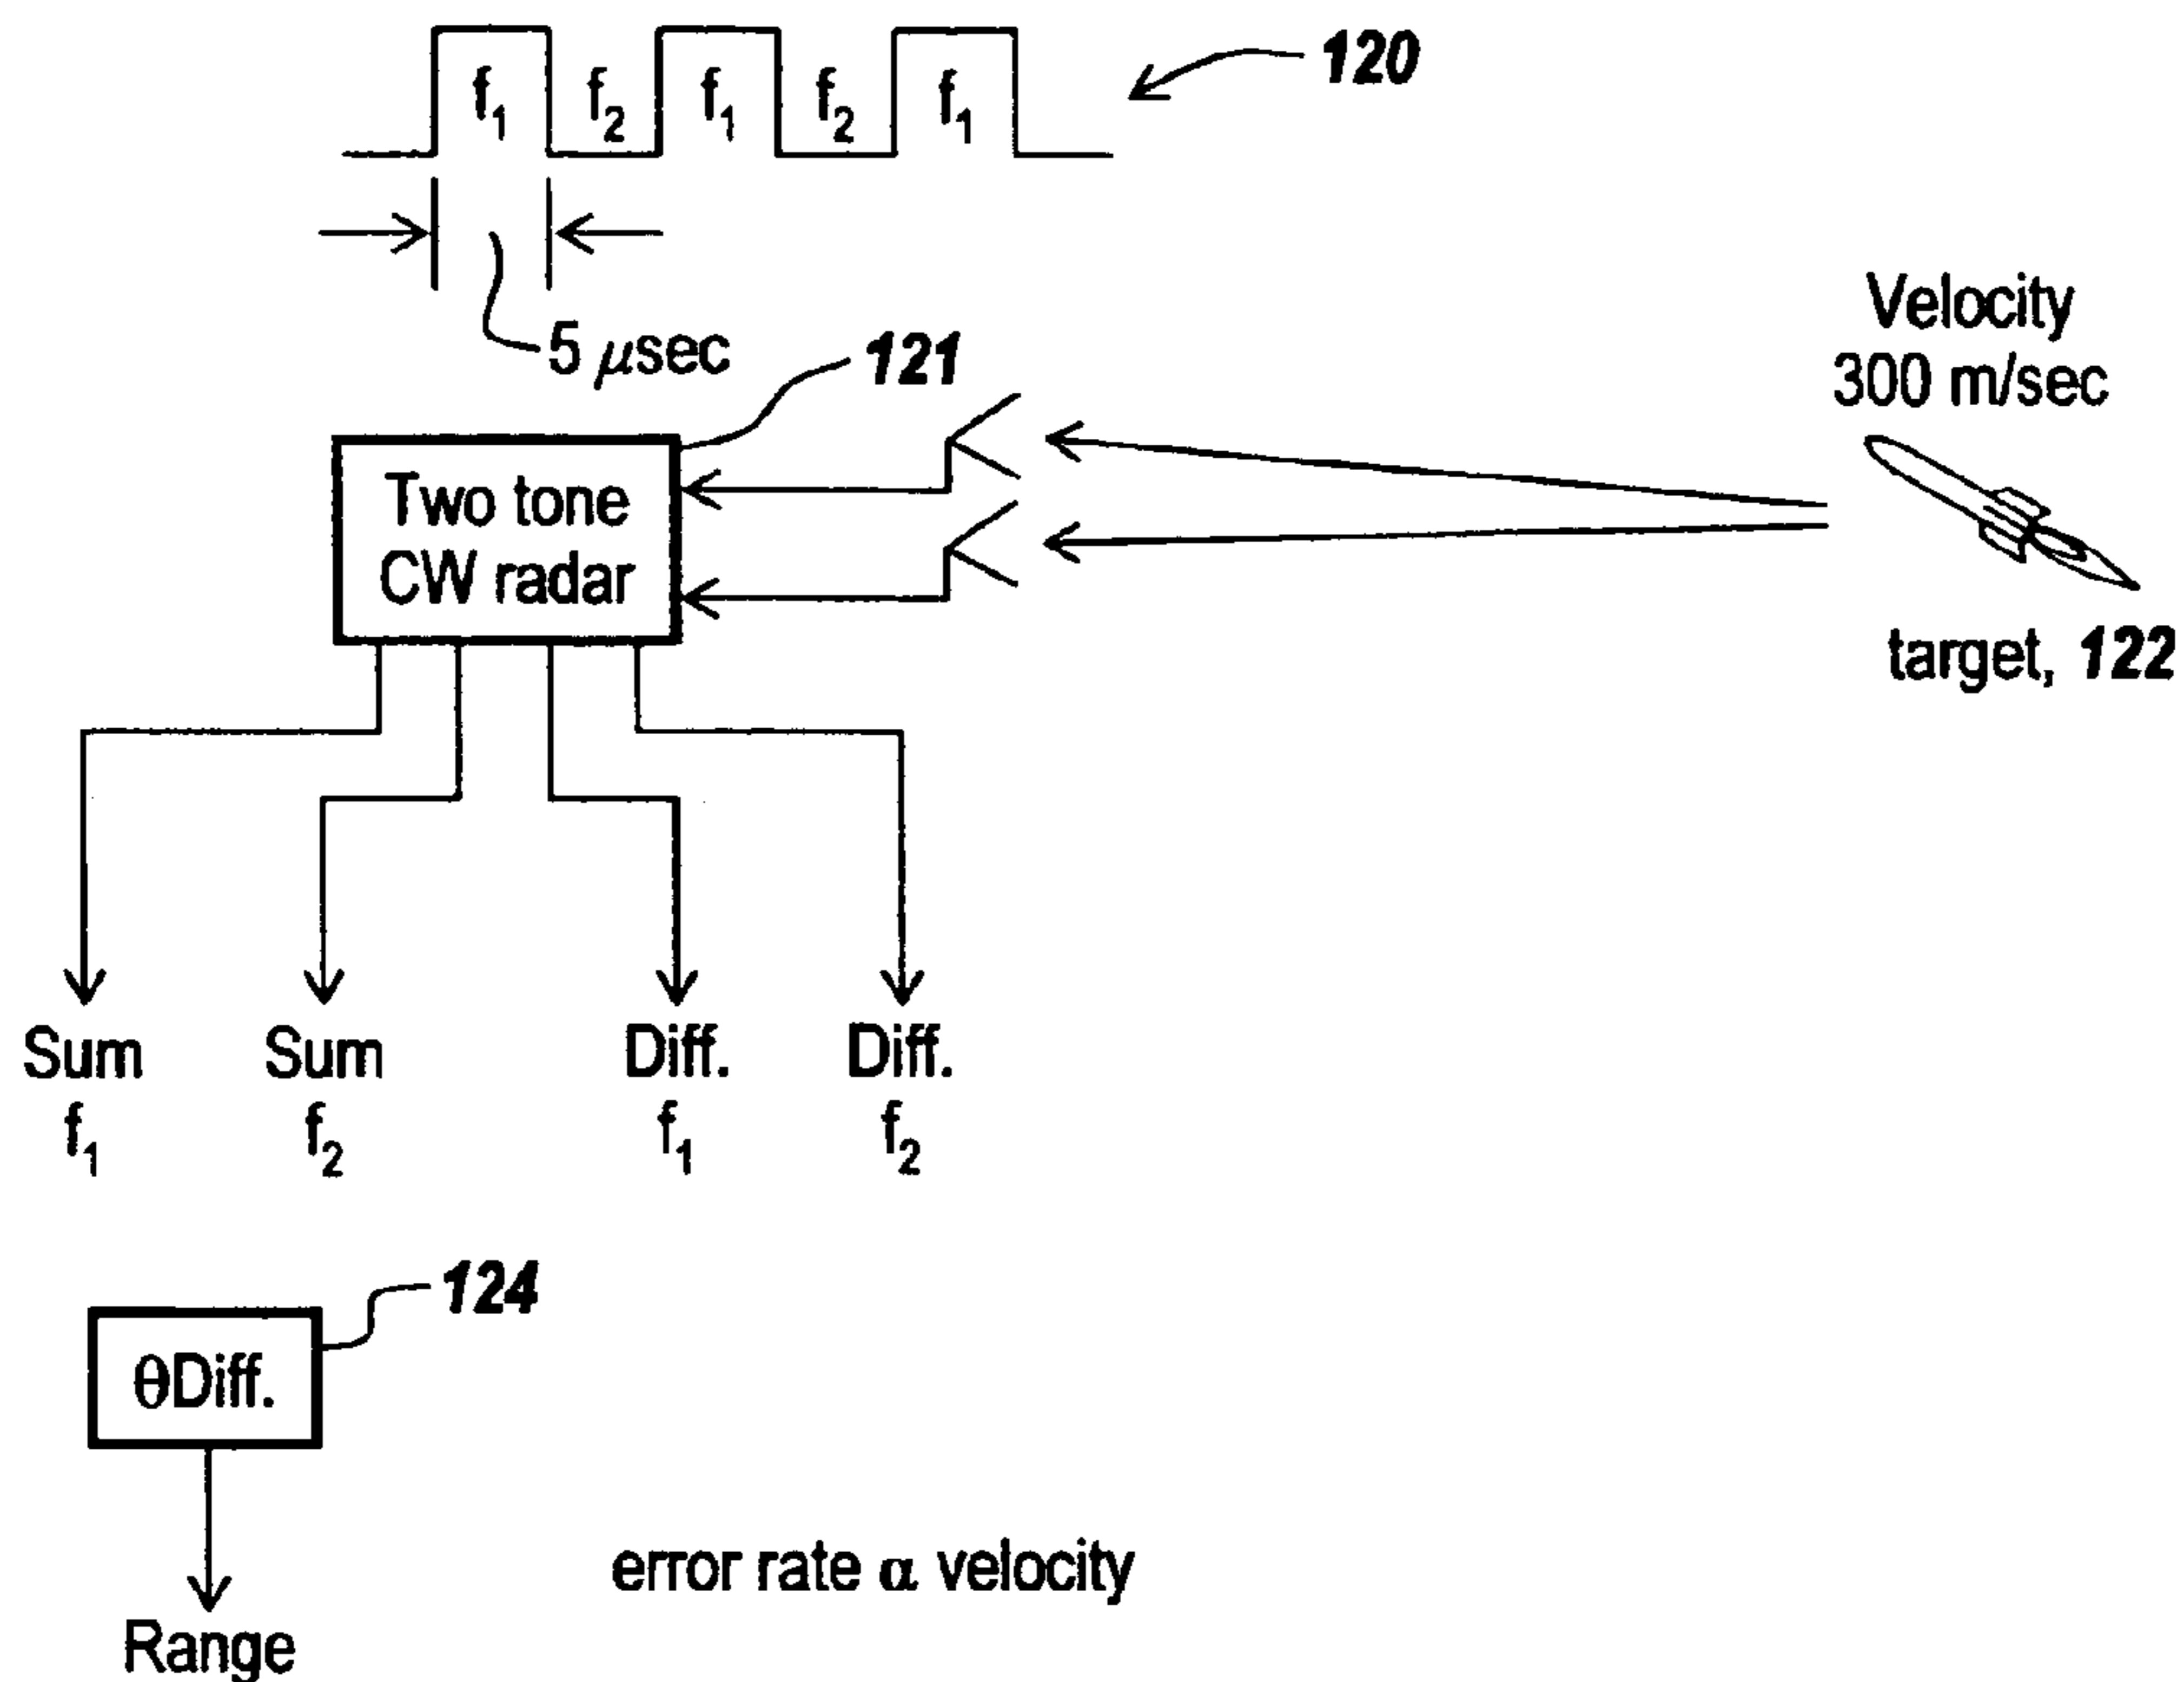 f1 f2 f1 f2 f1
120
5 μsec
121
Velocity
300 m/sec
Two tone
CW radar
target, 122
Sum
f1
Sum
f2
Diff.
f1
Diff.
f2
124
θDiff.
error rate α velocity
Range